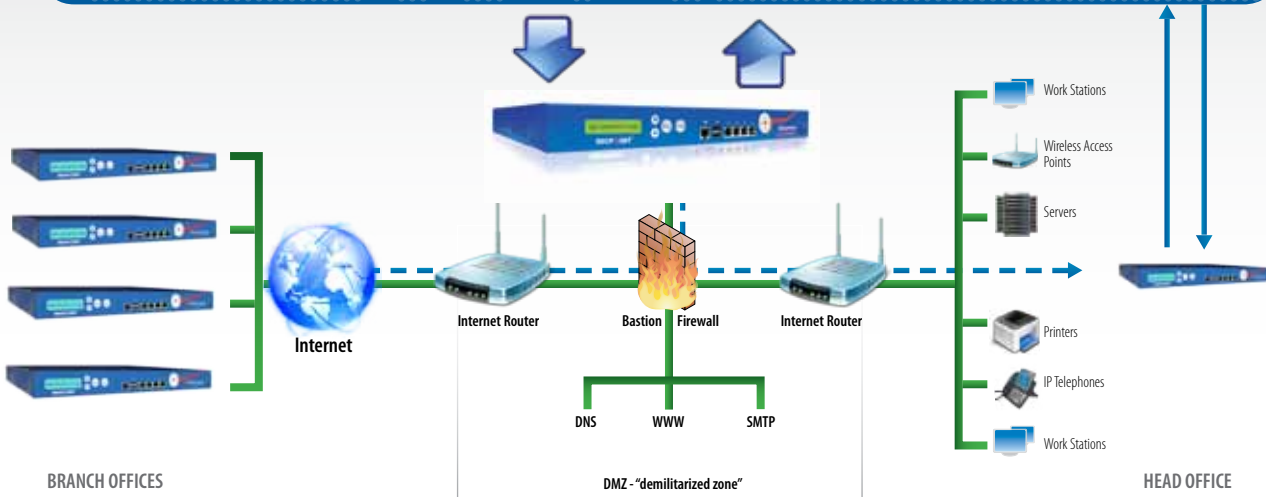 Work Stations
Wireless Access
Points
Servers
Internet Router
Bastion Firewall
Internet Router
Internet
Printers
IP Telephones
DNS
WWW
SMTP
Work Stations
BRANCH OFFICES
DMZ - "demilitarized zone"
HEAD OFFICE